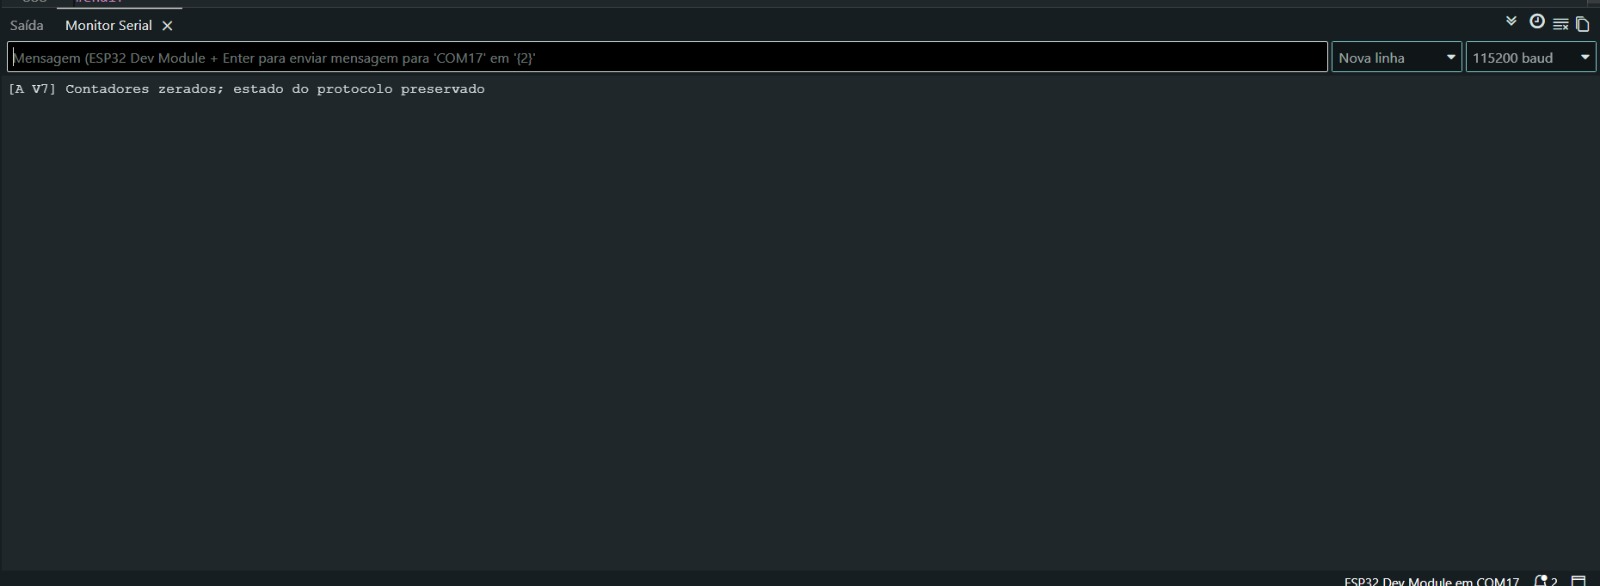 Saída
Monitor Serial
Mensagem (ESP32 Dev Module + Enter para enviar mensagem para 'COM17' em '{2}'
Nova linha
115200 baud
[A V7] Contadores zerados; estado do protocolo preservado
ESP32 Dev Module em COM17
2